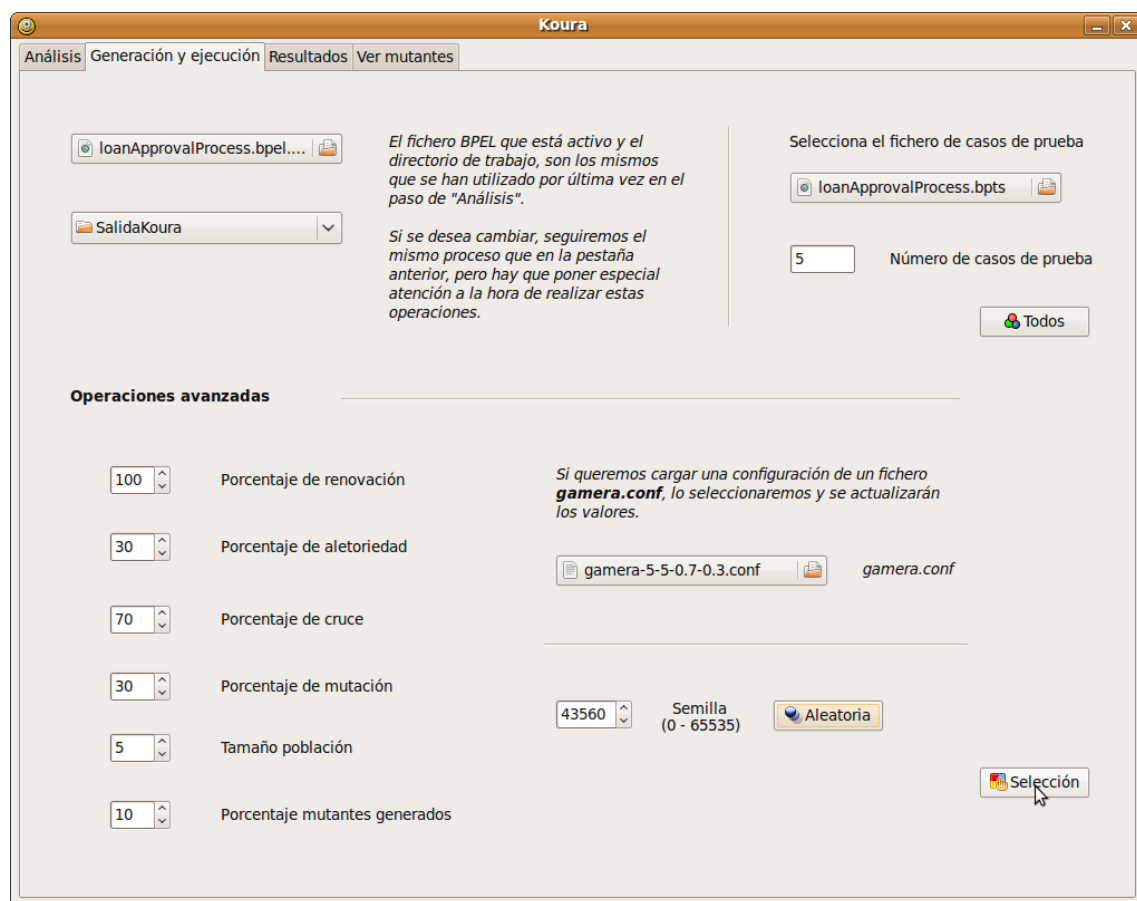 Koura
Análisis
Generación y ejecución
Resultados
Ver mutantes
loanApprovalProcess.bpel....
SalidaKoura
El fichero BPEL que está activo y el
directorio de trabajo, son los mismos
que se han utilizado por última vez en el
paso de "Análisis".
Si se desea cambiar, seguiremos el
mismo proceso que en la pestaña
anterior, pero hay que poner especial
atención a la hora de realizar estas
operaciones.
Selecciona el fichero de casos de prueba
loanApprovalProcess.bpts
5 Número de casos de prueba
Todos
Operaciones avanzadas
100 Porcentaje de renovación
30 Porcentaje de aletoriedad
70 Porcentaje de cruce
30 Porcentaje de mutación
5 Tamaño población
10 Porcentaje mutantes generados
Si queremos cargar una configuración de un fichero
gamera.conf, lo seleccionaremos y se actualizarán
los valores.
gamera-5-5-0.7-0.3.conf gamera.conf
43560 Semilla
(0 - 65535)
Aleatoria
Selección